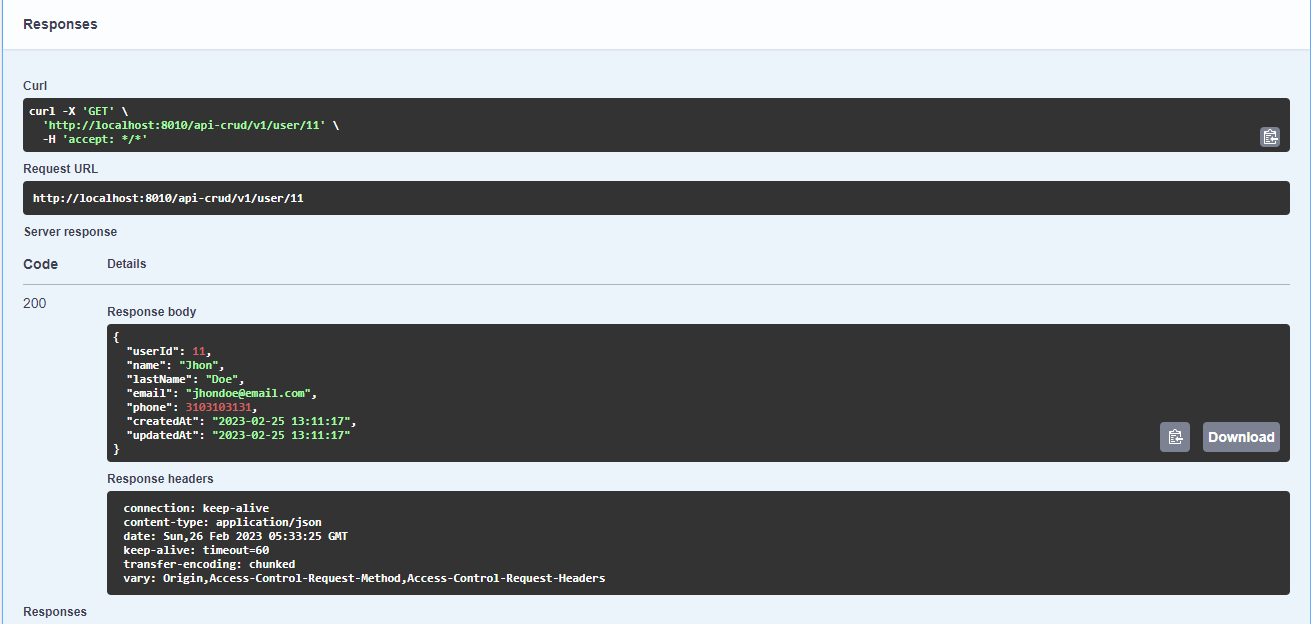 Responses
Curl
curl -X 'GET' \
'http://localhost:8010/api-crud/v1/user/11' \
-H 'accept: */*'
Request URL
http://localhost:8010/api-crud/v1/user/11
Server response
Code Details
200
Response body
{
"userId": 11,
"name": "Jhon",
"lastName": "Doe",
"email": "jhondoe@email.com",
"phone": 3103103131,
"createdAt": "2023-02-25 13:11:17",
"updatedAt": "2023-02-25 13:11:17"
}
Download
Response headers
connection: keep-alive
content-type: application/json
date: Sun,26 Feb 2023 05:33:25 GMT
keep-alive: timeout=60
transfer-encoding: chunked
vary: Origin,Access-Control-Request-Method,Access-Control-Request-Headers
Responses